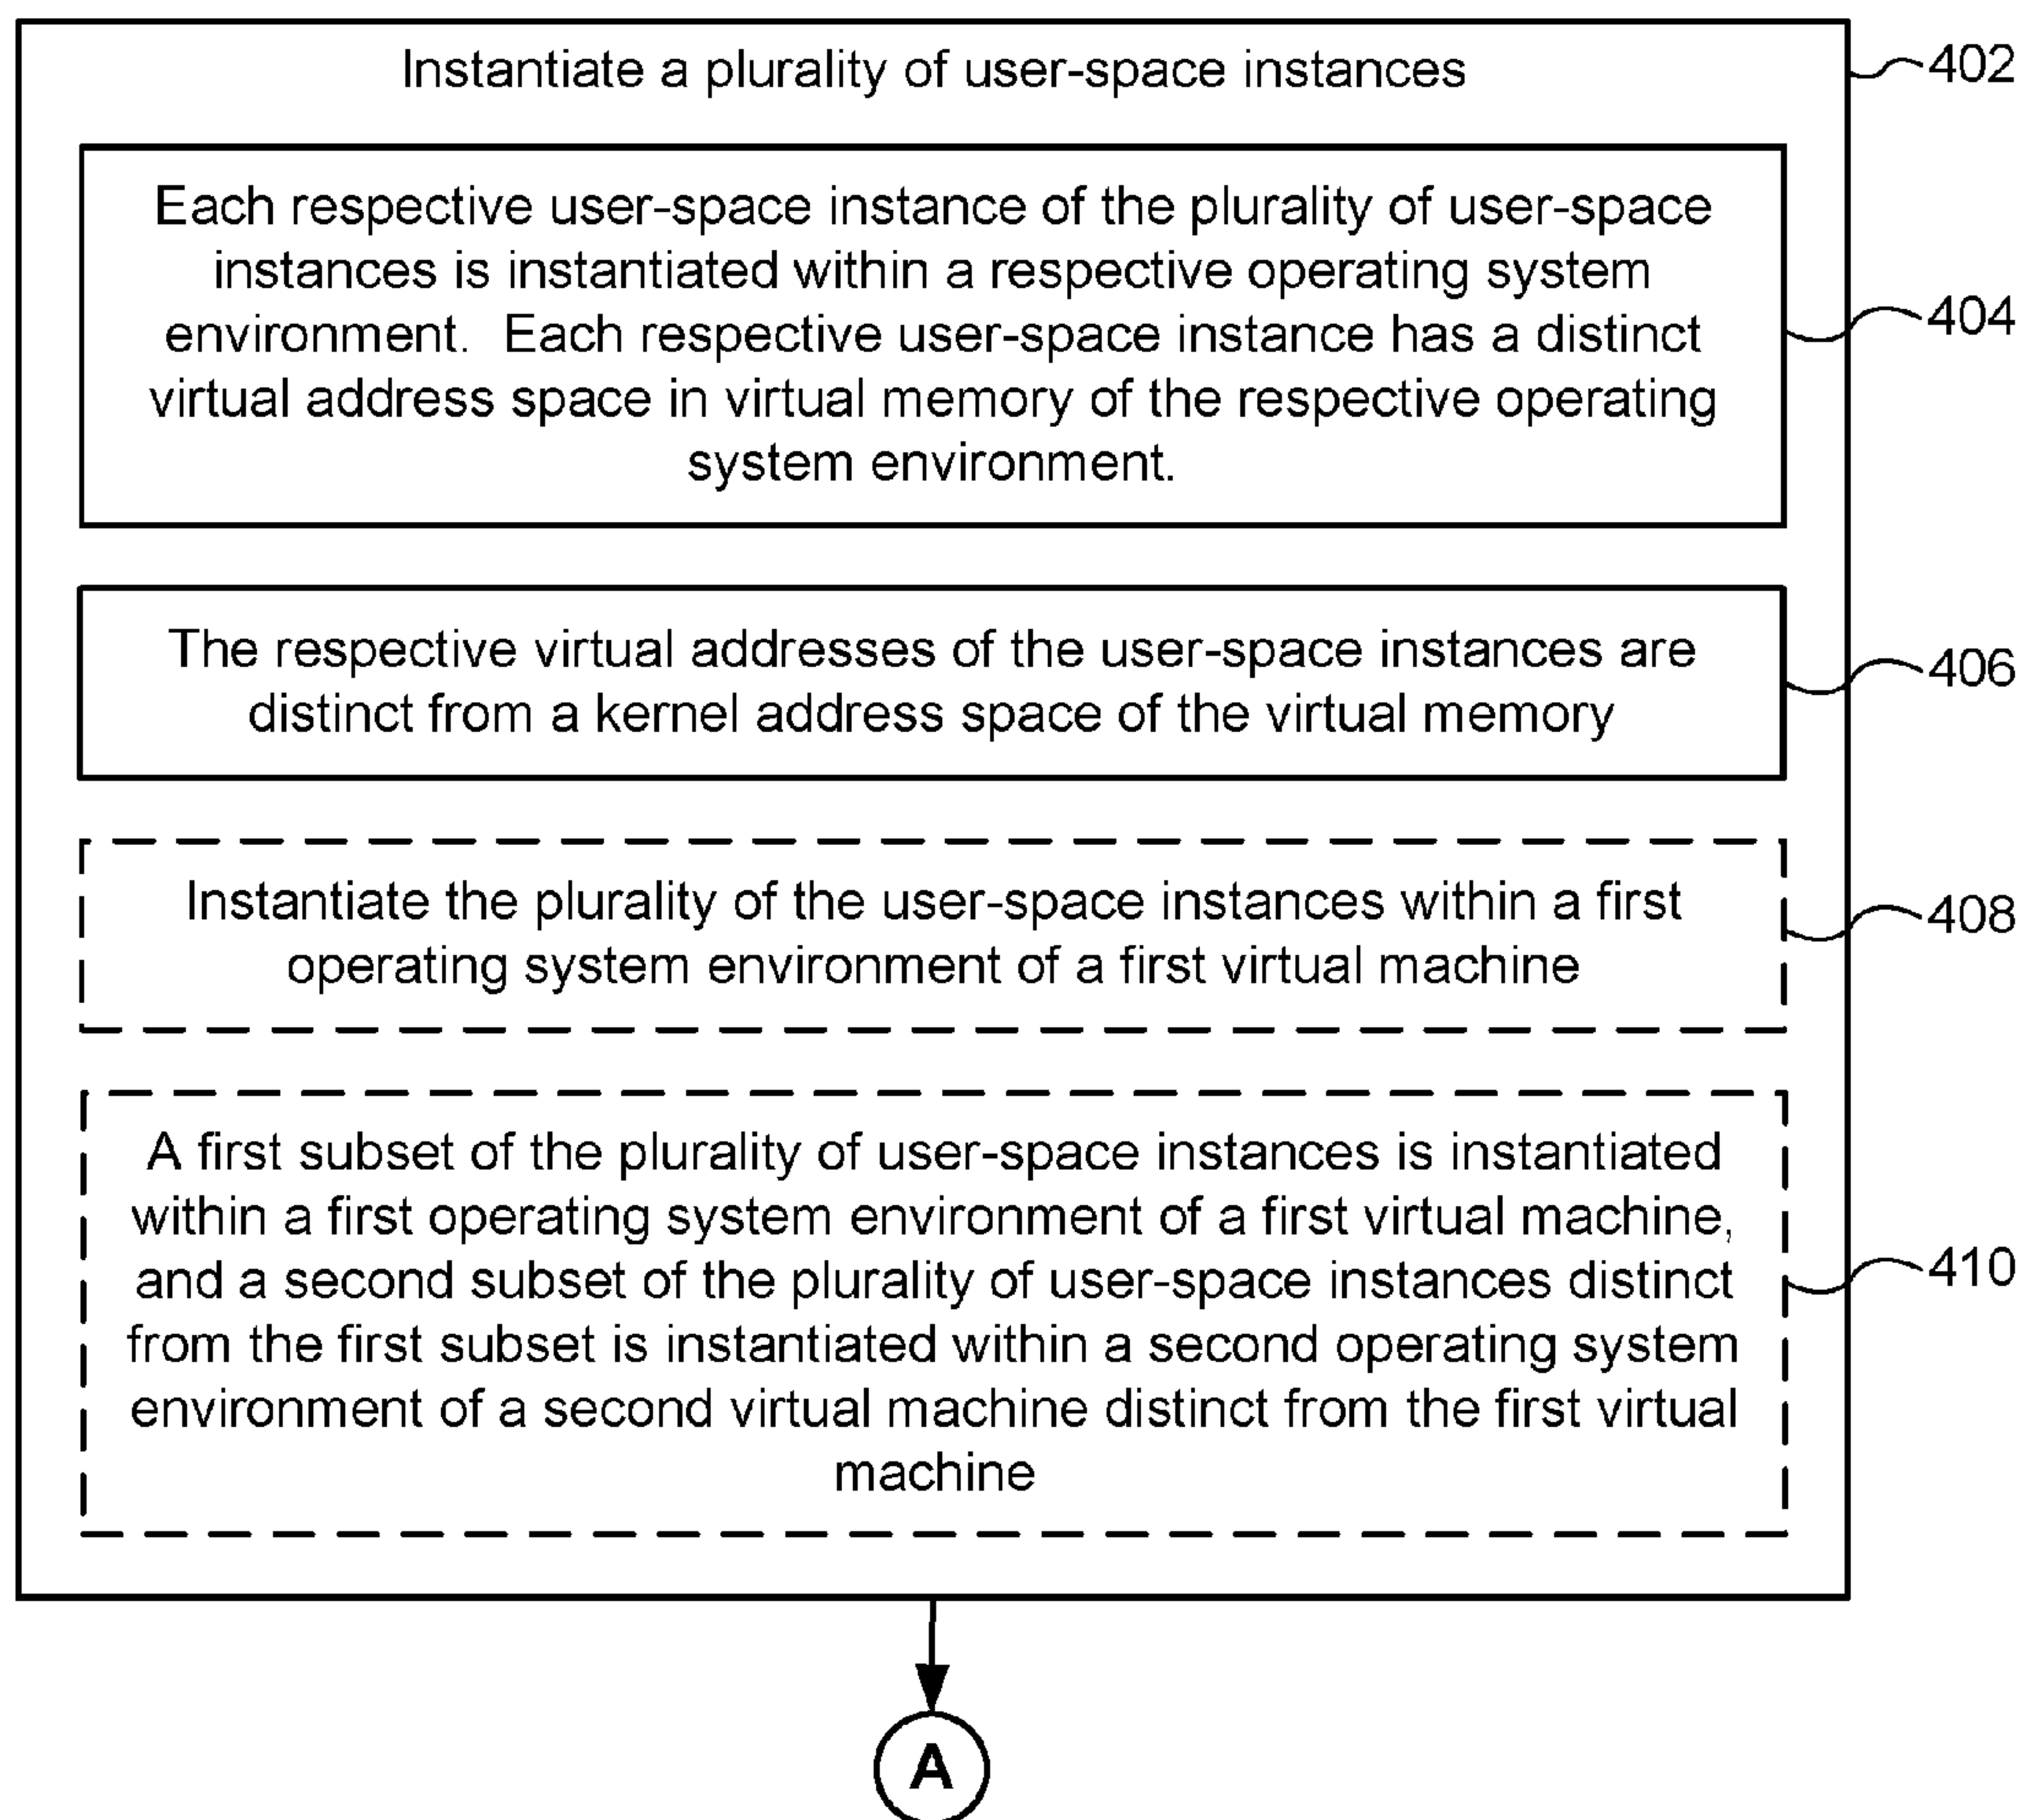 Instantiate a plurality of user-space instances
402
Each respective user-space instance of the plurality of user-space
instances is instantiated within a respective operating system
environment.  Each respective user-space instance has a distinct
virtual address space in virtual memory of the respective operating
system environment.
404
The respective virtual addresses of the user-space instances are
distinct from a kernel address space of the virtual memory
406
Instantiate the plurality of the user-space instances within a first
operating system environment of a first virtual machine
408
A first subset of the plurality of user-space instances is instantiated
within a first operating system environment of a first virtual machine,
and a second subset of the plurality of user-space instances distinct
from the first subset is instantiated within a second operating system
environment of a second virtual machine distinct from the first virtual
machine
410
A